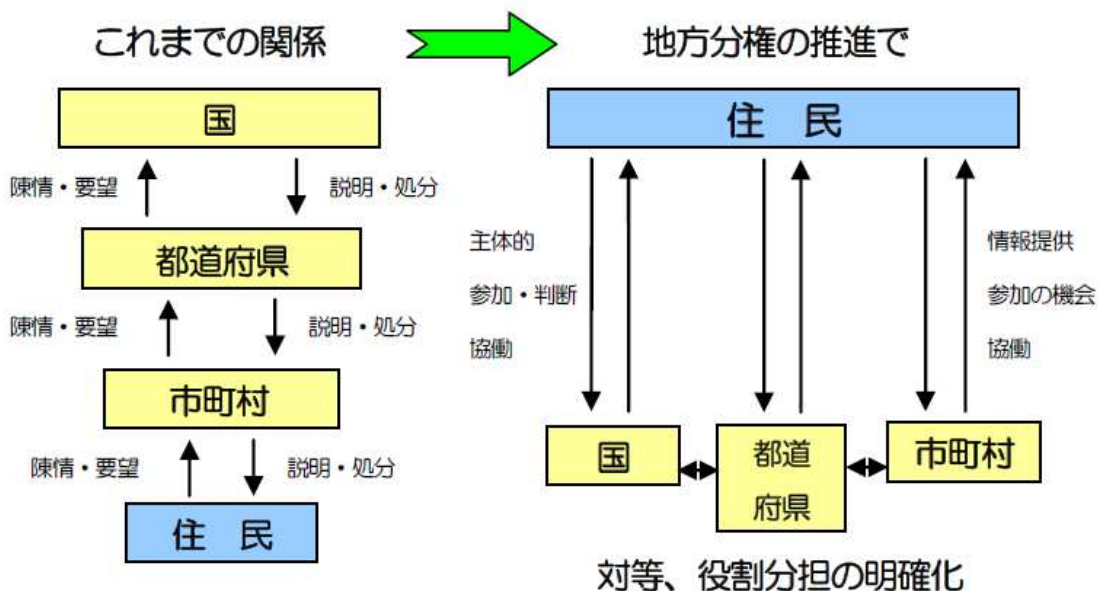 これまでの関係
国
陳情・要望
説明・処分
都道府県
陳情・要望
説明・処分
市町村
陳情・要望
説明・処分
住 民
地方分権の推進で
住 民
主体的
参加・判断
協働
情報提供
参加の機会
協働
国
都道
府県
市町村
対等、役割分担の明確化